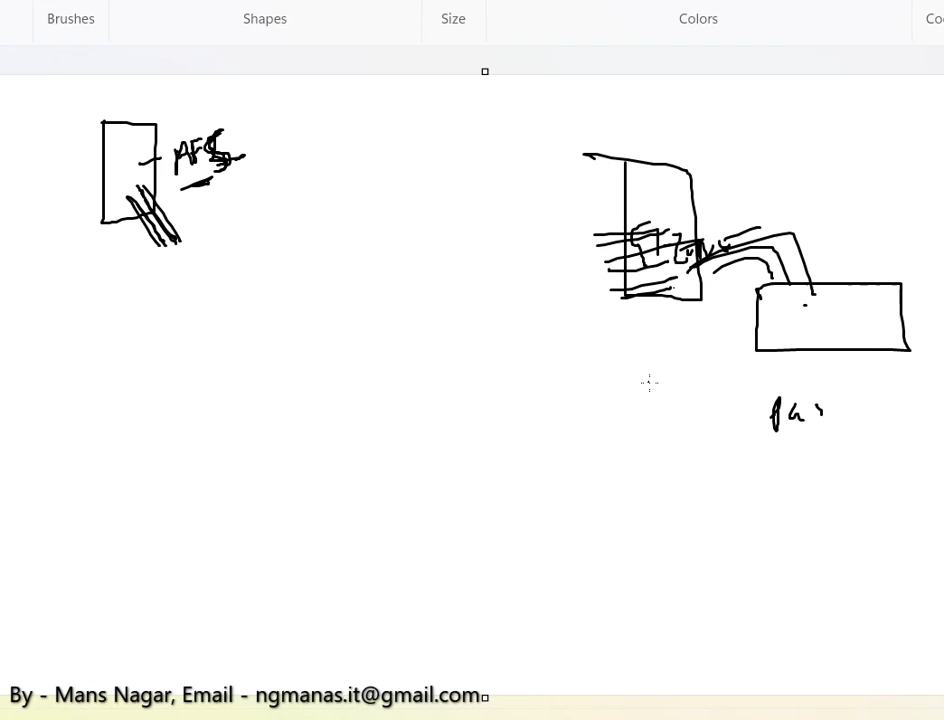 Brushes
Shapes
Size
Colors
By - Mans Nagar, Email - ngmanas.it@gmail.com